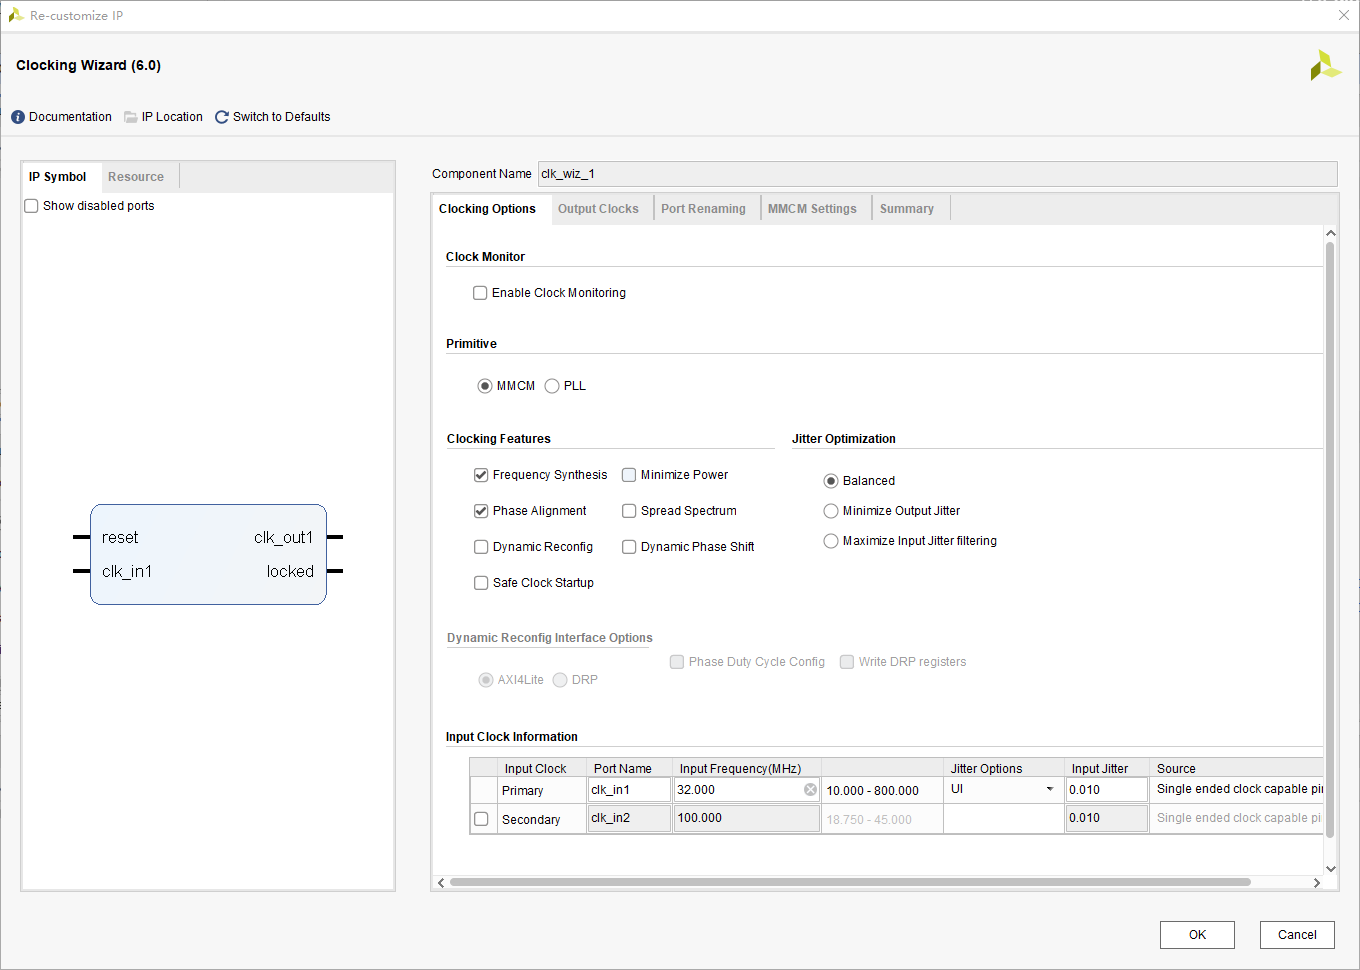 Re-customize IP
Clocking Wizard (6.0)
Documentation IP Location Switch to Defaults
IP Symbol Resource
Show disabled ports
reset clk_out1
clk_in1 locked
Component Name clk_wiz_1
Clocking Options Output Clocks Port Renaming MMCM Settings Summary
Clock Monitor
Enable Clock Monitoring
Primitive
MMCM PLL
Clocking Features
Frequency Synthesis Minimize Power
Phase Alignment Spread Spectrum
Dynamic Reconfig Dynamic Phase Shift
Safe Clock Startup
Jitter Optimization
Balanced
Minimize Output Jitter
Maximize Input Jitter filtering
Dynamic Reconfig Interface Options
AXI4Lite DRP
Phase Duty Cycle Config Write DRP registers
Input Clock Information
Input Clock Port Name Input Frequency(MHz) Jitter Options Input Jitter Source
Primary clk_in1 32.000 10.000 - 800.000 UI 0.010 Single ended clock capable pi
Secondary clk_in2 100.000 18.750 - 45.000 0.010 Single ended clock capable pi
OK Cancel